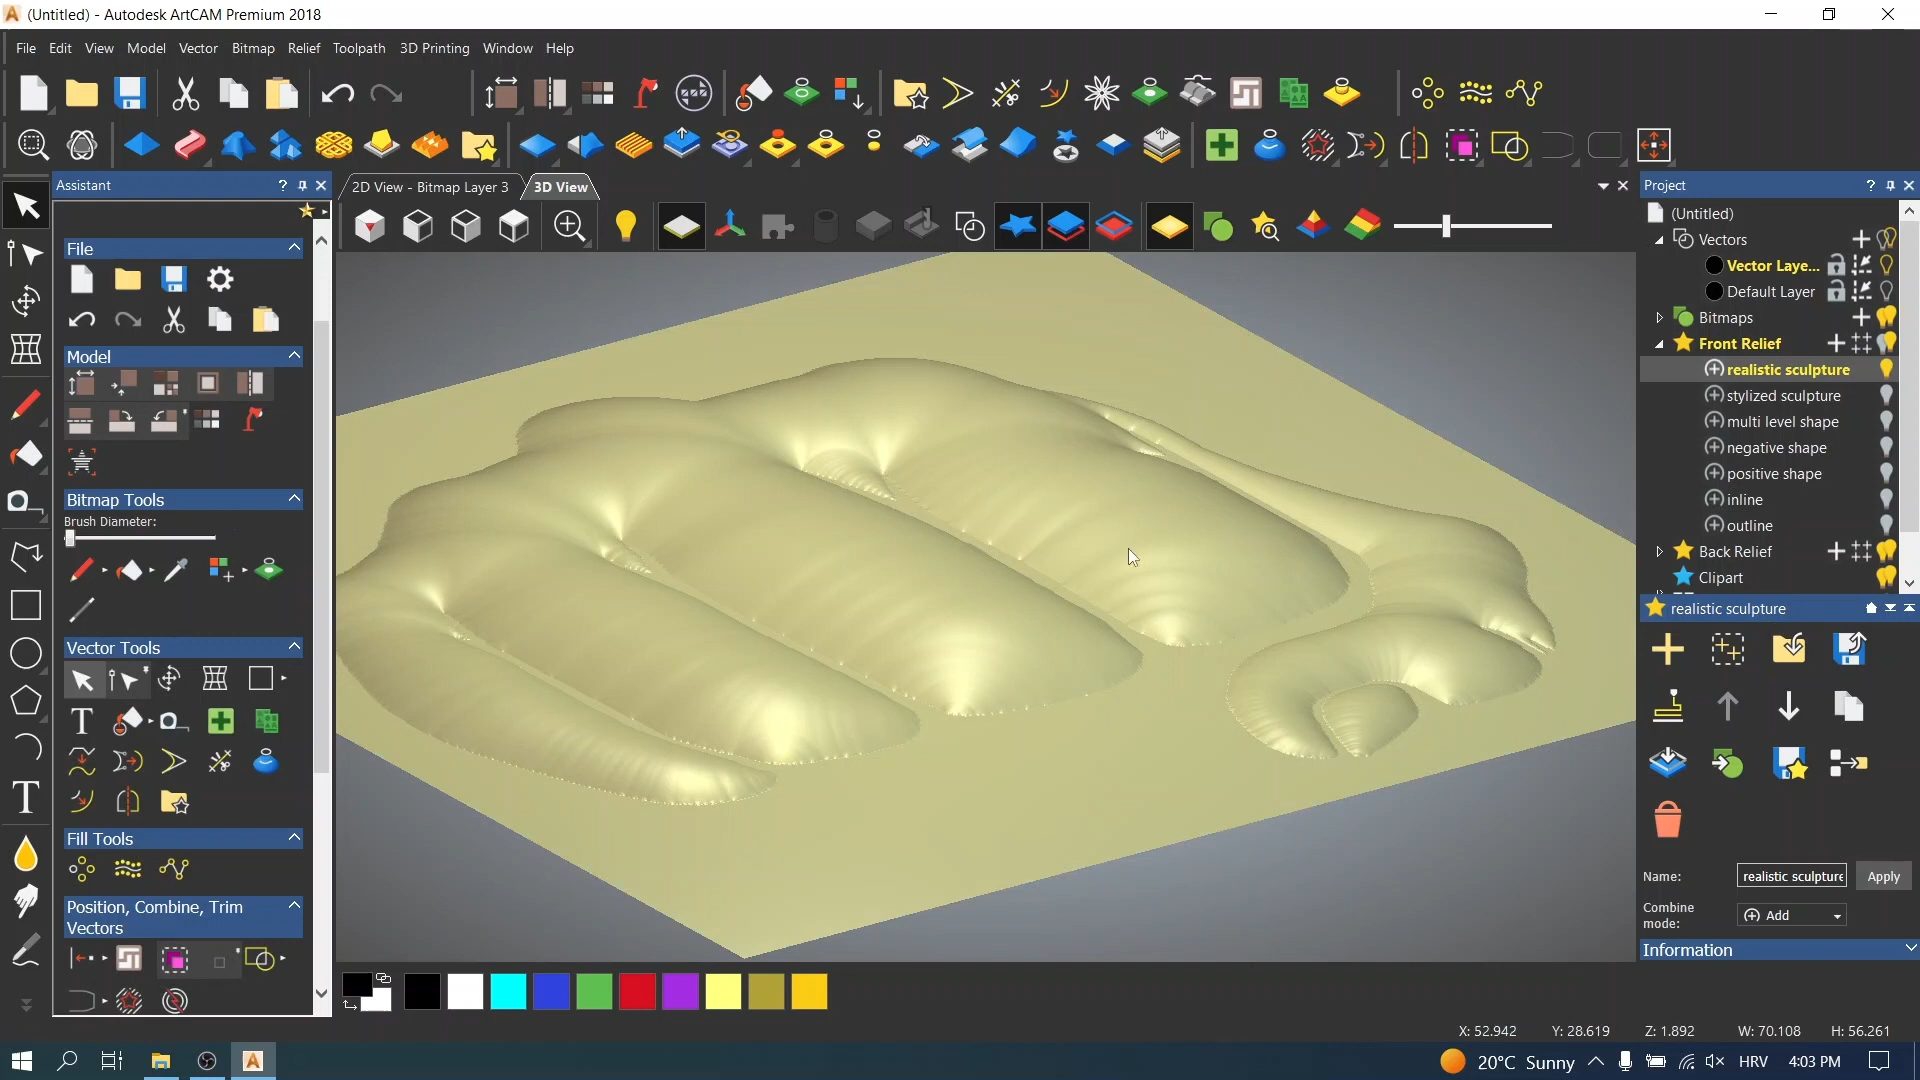 (Untitled) - Autodesk ArtCAM Premium 2018
File Edit View Model Vector Bitmap Relief Toolpath 3D Printing Window Help
Assistant
2D View - Bitmap Layer 3
3D View
Project
File
Model
Bitmap Tools
Brush Diameter:
Vector Tools
Fill Tools
Position, Combine, Trim
Vectors
(Untitled)
Vectors
Vector Laye...
Default Layer
Bitmaps
Front Relief
realistic sculpture
stylized sculpture
multi level shape
negative shape
positive shape
inline
outline
Back Relief
Clipart
realistic sculpture
Name:
realistic sculpture
Apply
Combine
mode:
Add
Information
X: 52.942 Y: 28.619 Z: 1.892 W: 70.108 H: 56.261
20°C Sunny
HRV
4:03 PM